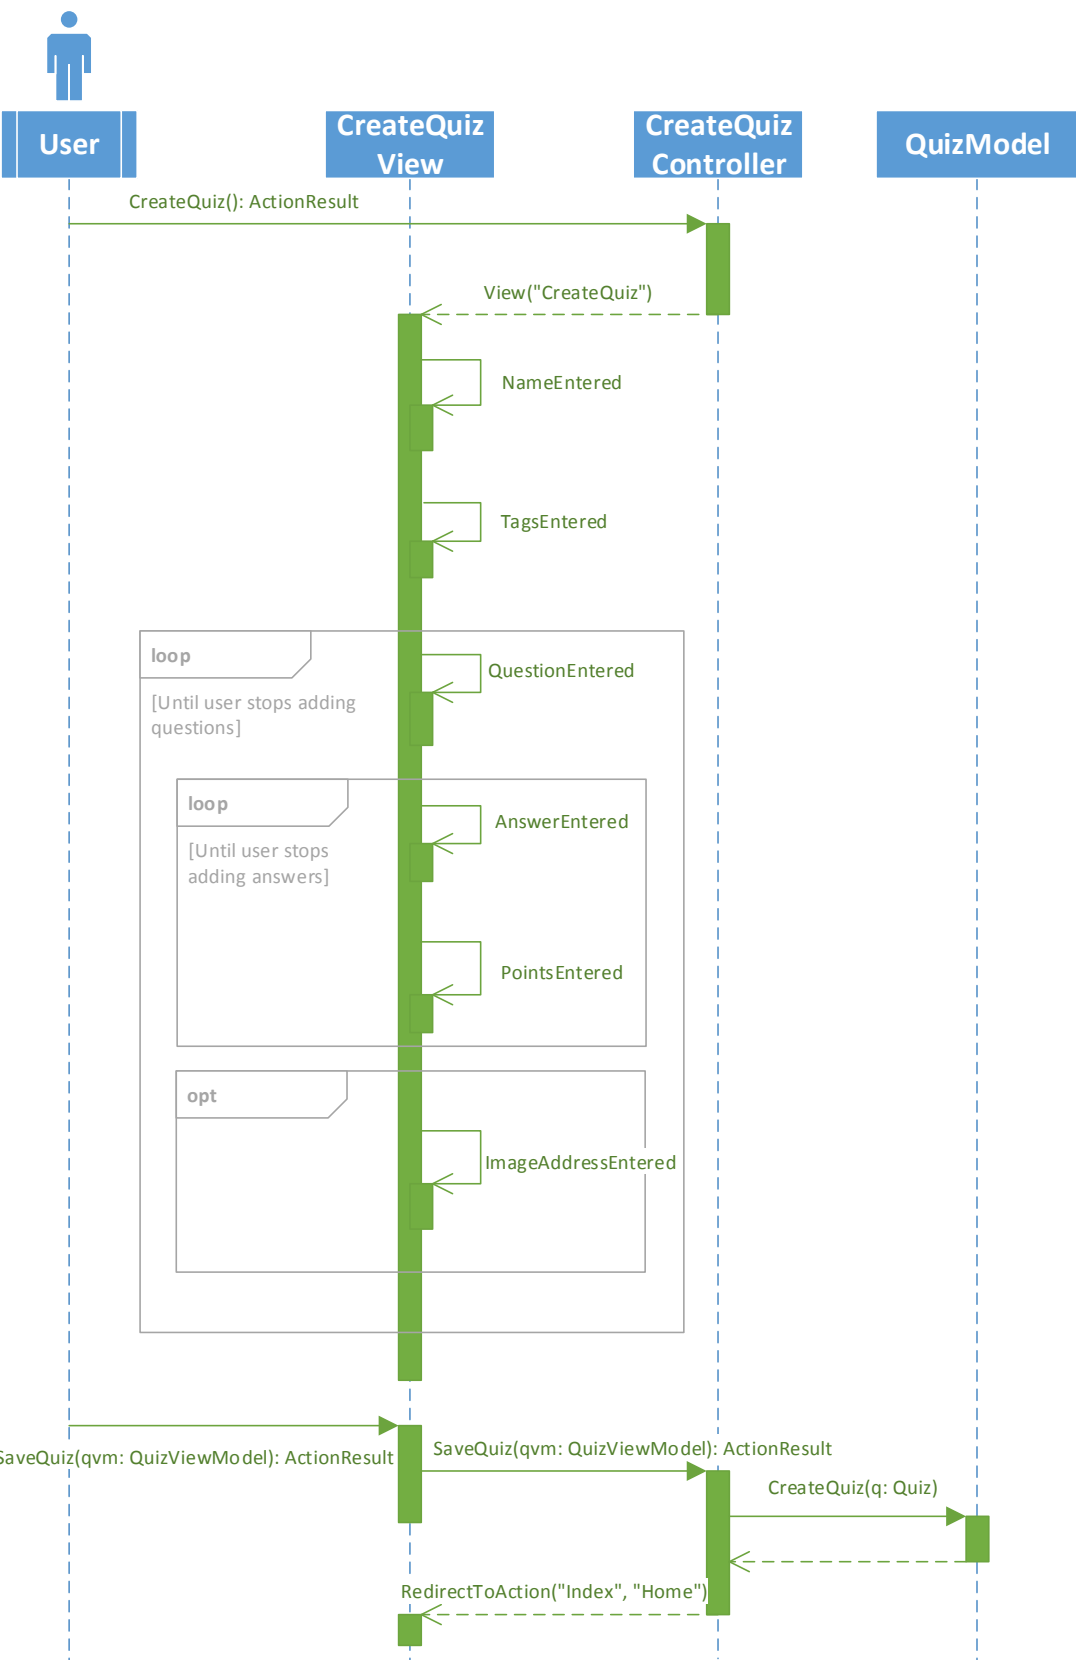 User
CreateQuiz
View
CreateQuiz
Controller
QuizModel
CreateQuiz(): ActionResult
View("CreateQuiz")
NameEntered
TagsEntered
loop
[Until user stops adding
questions]
QuestionEntered
loop
[Until user stops
adding answers]
AnswerEntered
PointsEntered
opt
ImageAddressEntered
SaveQuiz(qvm: QuizViewModel): ActionResult
SaveQuiz(qvm: QuizViewModel): ActionResult
CreateQuiz(q: Quiz)
RedirectToAction("Index", "Home")